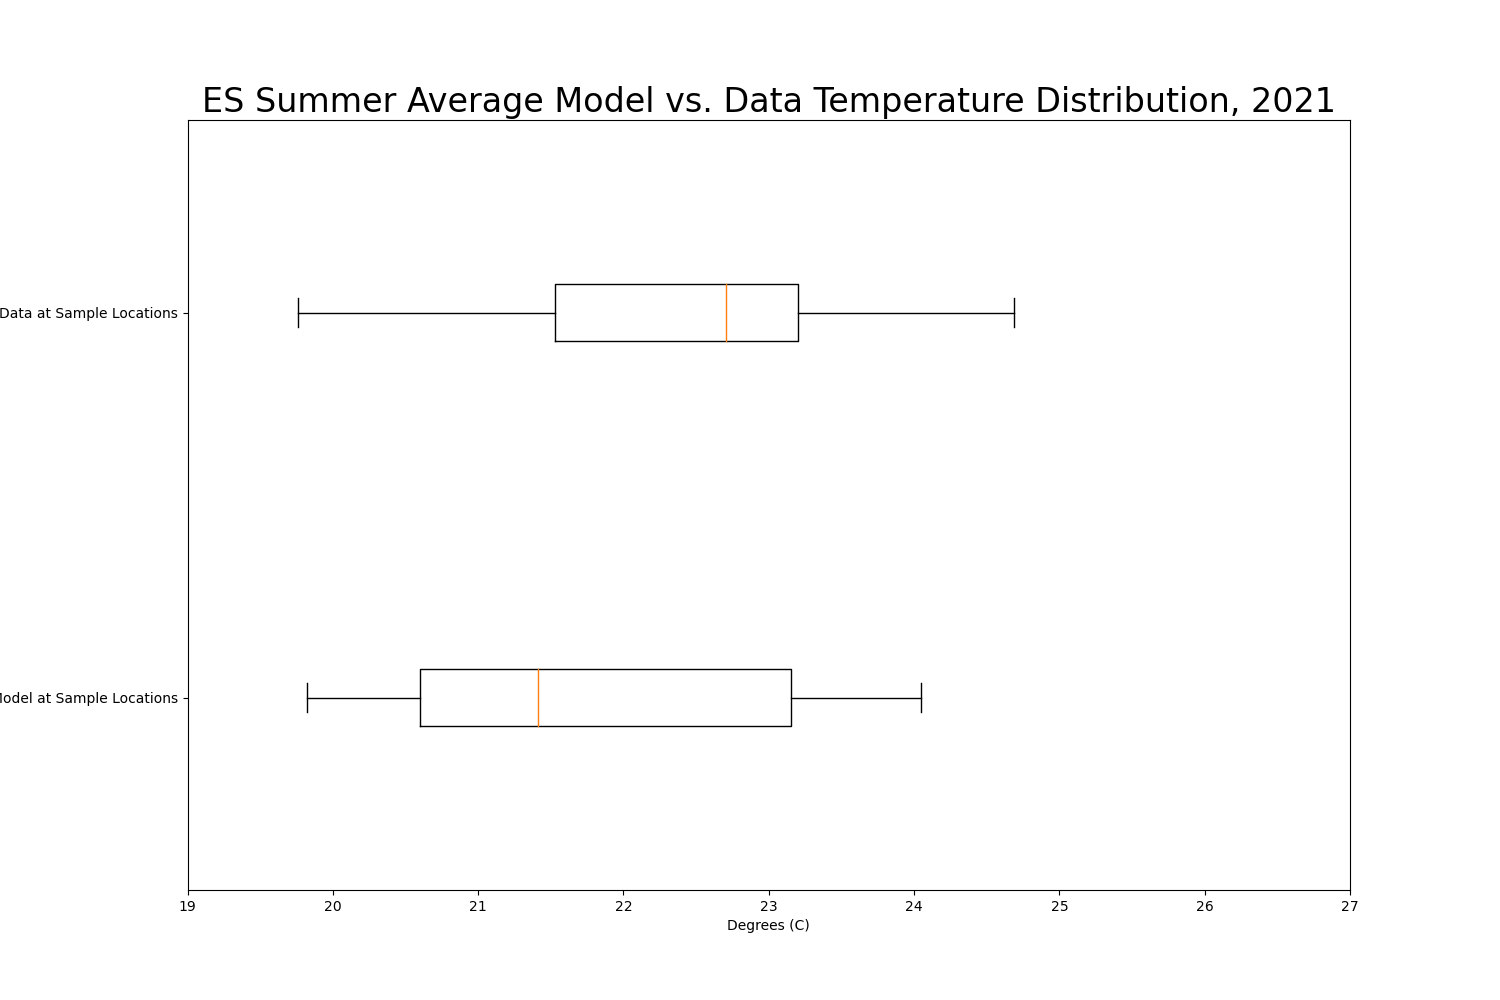 ES Summer Average Model vs. Data Temperature Distribution, 2021
Data at Sample Locations
at Sample Locations
19 20 21 22 23 24 25 26 27
Degrees (C)